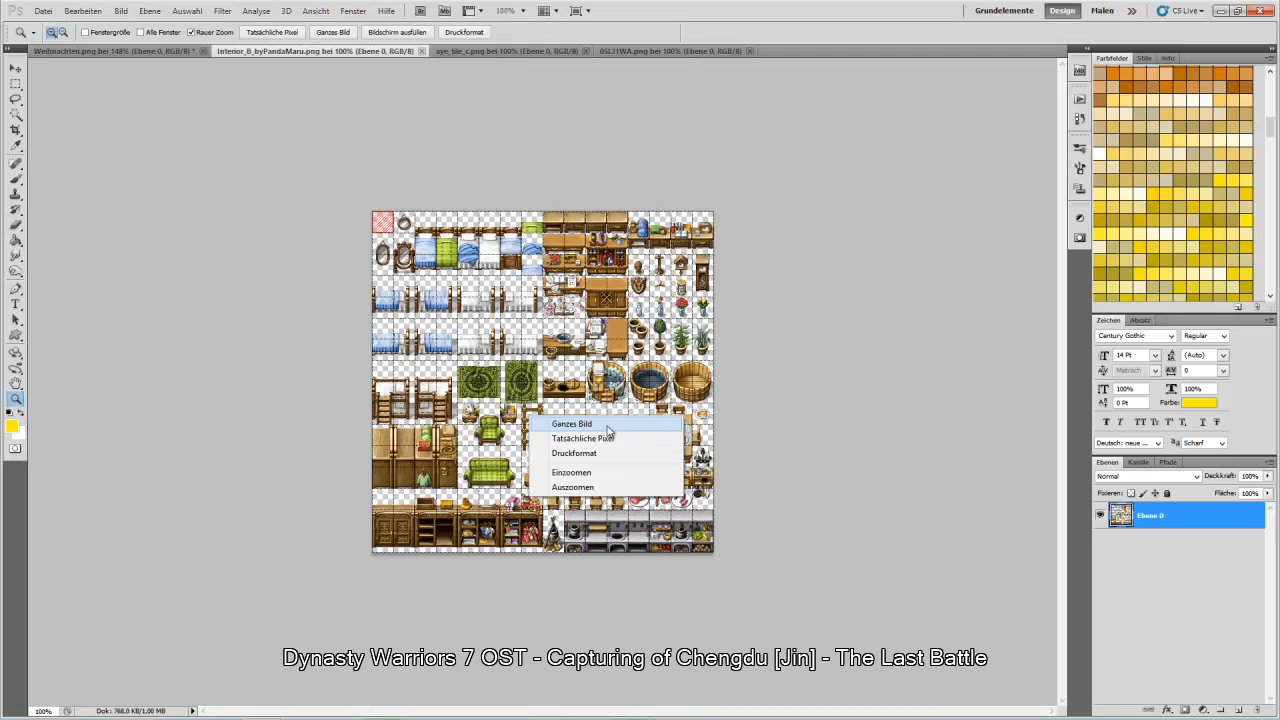 Ps Datei Bearbeiten Bild Ebene Auswahl Filter Analyse 3D Ansicht Fenster Hilfe Br Mb 100% Grundelemente Design Malen CS Live
Fenstergröße Alle Fenster Rauer Zoom Tatsächliche Pixel Ganzes Bild Bildschirm ausfüllen Druckformat
Weihnachten.png bei 148% (Ebene 0, RGB/8) * Interior_B_byPandaMaru.png bei 100% (Ebene 0, RGB/8) aye_tile_c.png bei 100% (Ebene 0, RGB/8) 0SLI1WA.png bei 100% (Ebene 0, RGB/8)
Farbfelder Stile Info
Zeichen Absatz
Century Gothic Regular
14 Pt (Auto)
Metrisch 0
100% 100%
0 Pt Farbe:
Deutsch: neue ... Scharf
Ebenen Kanäle Pfade
Normal Deckkraft: 100%
Fixieren: Fläche: 100%
Ebene 0
Ganzes Bild
Tatsächliche Pixel
Druckformat
Einzoomen
Auszoomen
Dynasty Warriors 7 OST - Capturing of Chengdu [Jin] - The Last Battle
100% Dok: 768.0 KB/1.00 MB